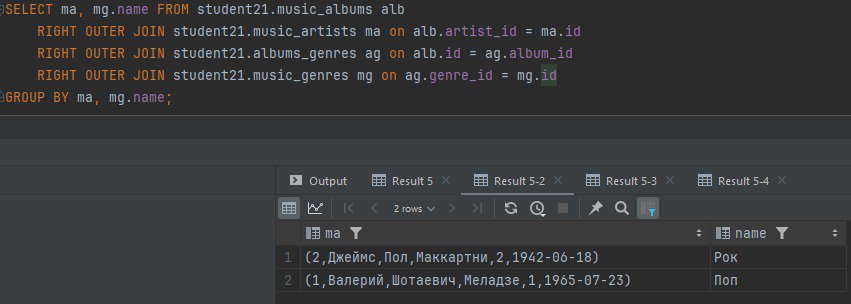 SELECT ma, mg.name FROM student21.music_albums alb
RIGHT OUTER JOIN student21.music_artists ma on alb.artist_id = ma.id
RIGHT OUTER JOIN student21.albums_genres ag on alb.id = ag.album_id
RIGHT OUTER JOIN student21.music_genres mg on ag.genre_id = mg.id
GROUP BY ma, mg.name;
Output Result 5 Result 5-2 Result 5-3 Result 5-4
2 rows
ma name
1 (2,Джеймс,Пол,Маккартни,2,1942-06-18) Рок
2 (1,Валерий,Шотаевич,Меладзе,1,1965-07-23) Поп